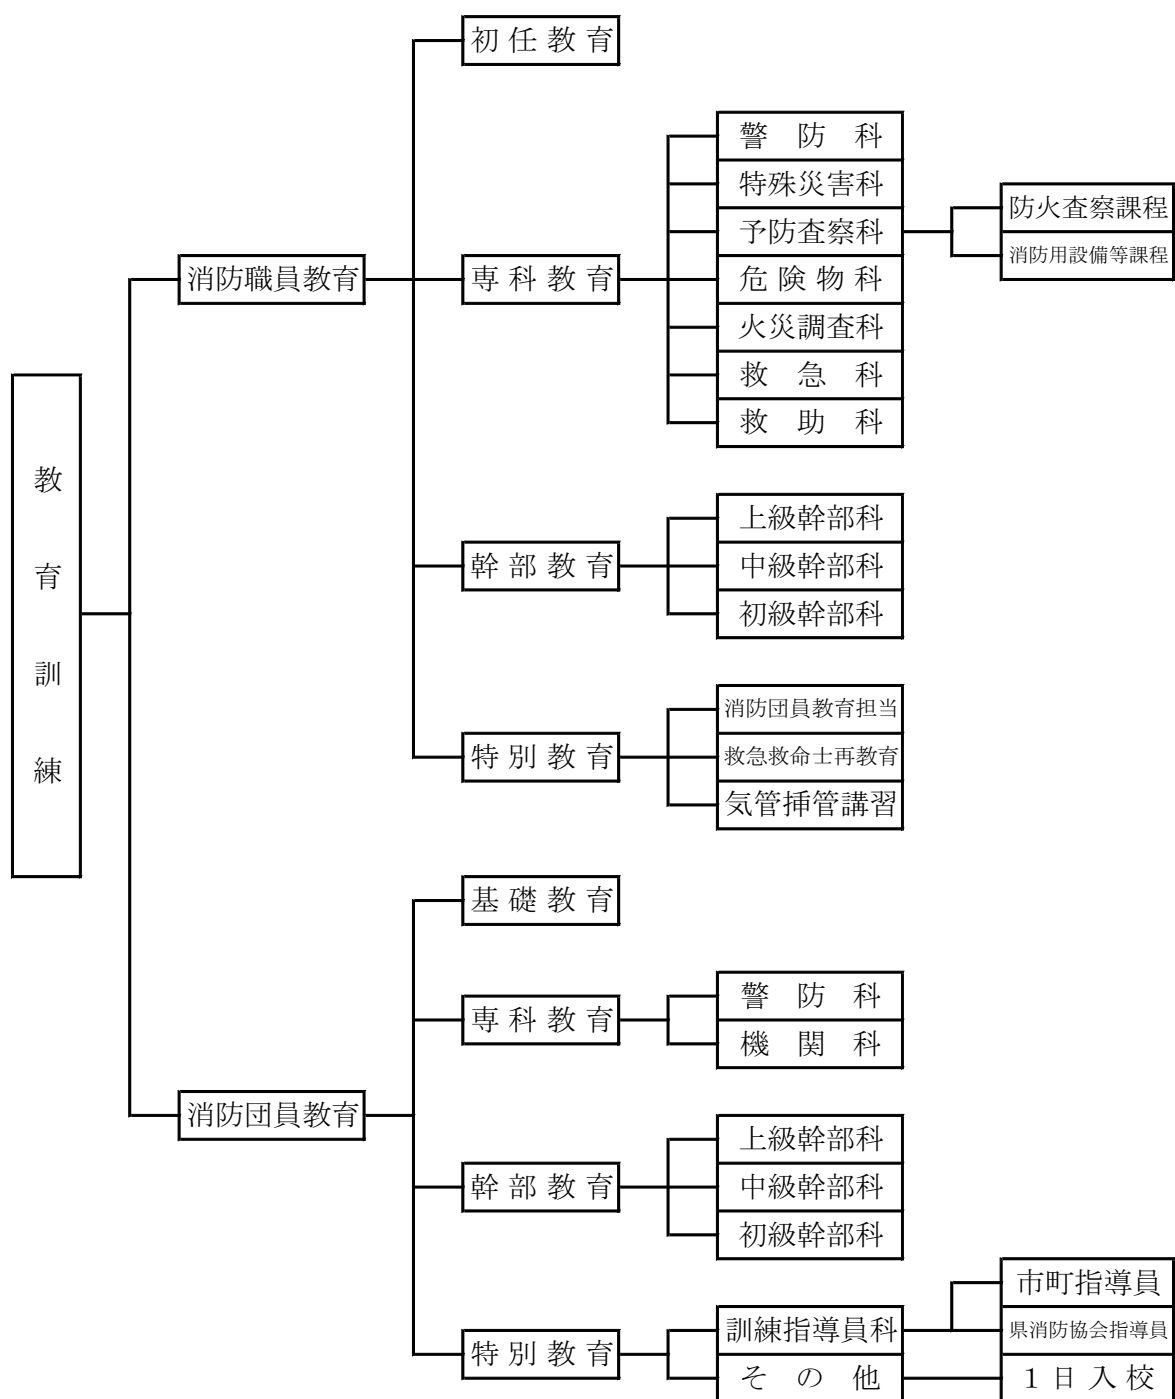 教育訓練
消防職員教育
初任教育
専科教育
警防科
特殊災害科
予防査察科
防火査察課程
消防用設備等課程
危険物科
火災調査科
救急科
救助科
幹部教育
上級幹部科
中級幹部科
初級幹部科
特別教育
消防団員教育担当
救急救命士再教育
気管挿管講習
消防団員教育
基礎教育
専科教育
警防科
機関科
幹部教育
上級幹部科
中級幹部科
初級幹部科
特別教育
訓練指導員科
市町指導員
県消防協会指導員
その他
1日入校